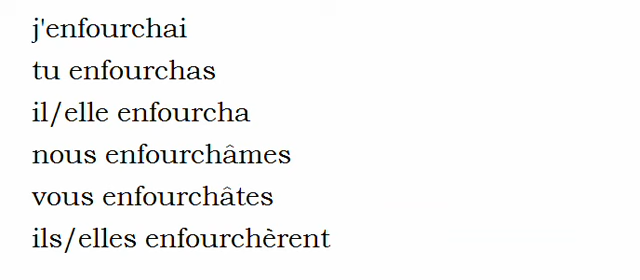 j'enfourchai
tu enfourchas
il/elle enfourcha
nous enfourchâmes
vous enfourchâtes
ils/elles enfourchèrent